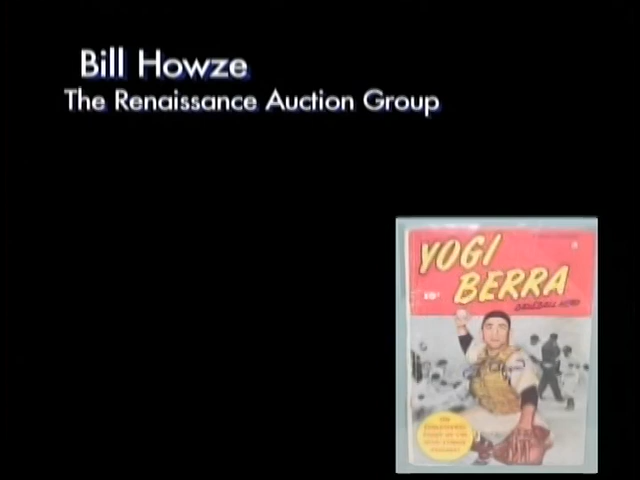 Bill Howze
The Renaissance Auction Group
YOGI
BERRA
10¢
BASEBALL HERO